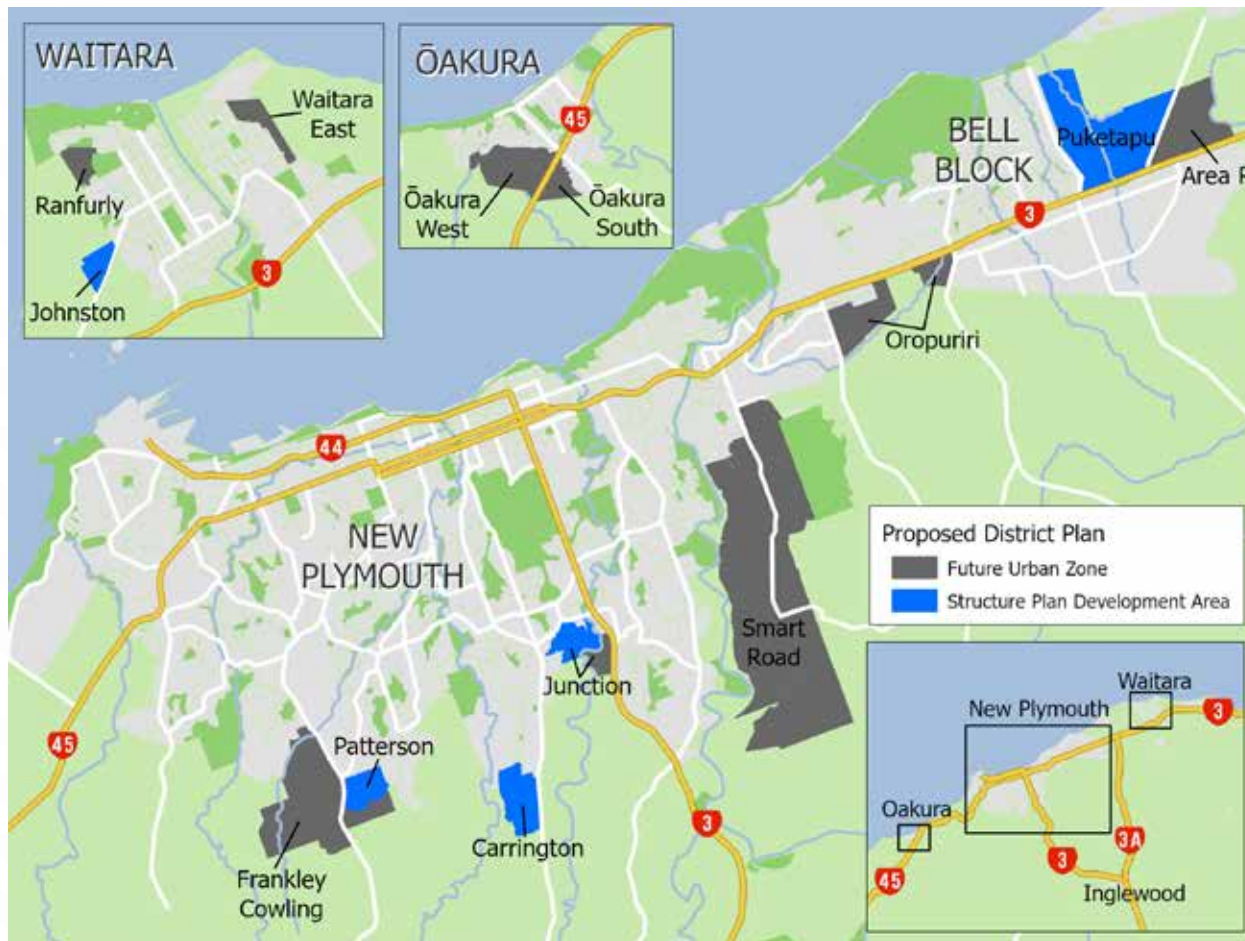 WAITARA
Waitara
East
Ranfurly
Johnston
3
ŌAKURA
45
Ōakura
West
Ōakura
South
BELL
BLOCK
Puketapu
Area R
3
Oropuriri
44
NEW
PLYMOUTH
Smart
Road
Junction
Patterson
45
Carrington
3
Frankley
Cowling
Proposed District Plan
Future Urban Zone
Structure Plan Development Area
Waitara
New Plymouth
3
Oakura
3A
3
45
Inglewood